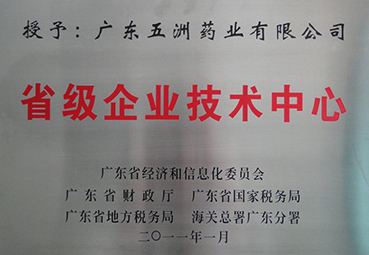 授予：广东五洲药业有限公司
省级企业技术中心
广东省经济和信息化委员会
广东省财政厅 广东省国家税务局
广东省地方税务局 海关总署广东分署
二〇一一年一月